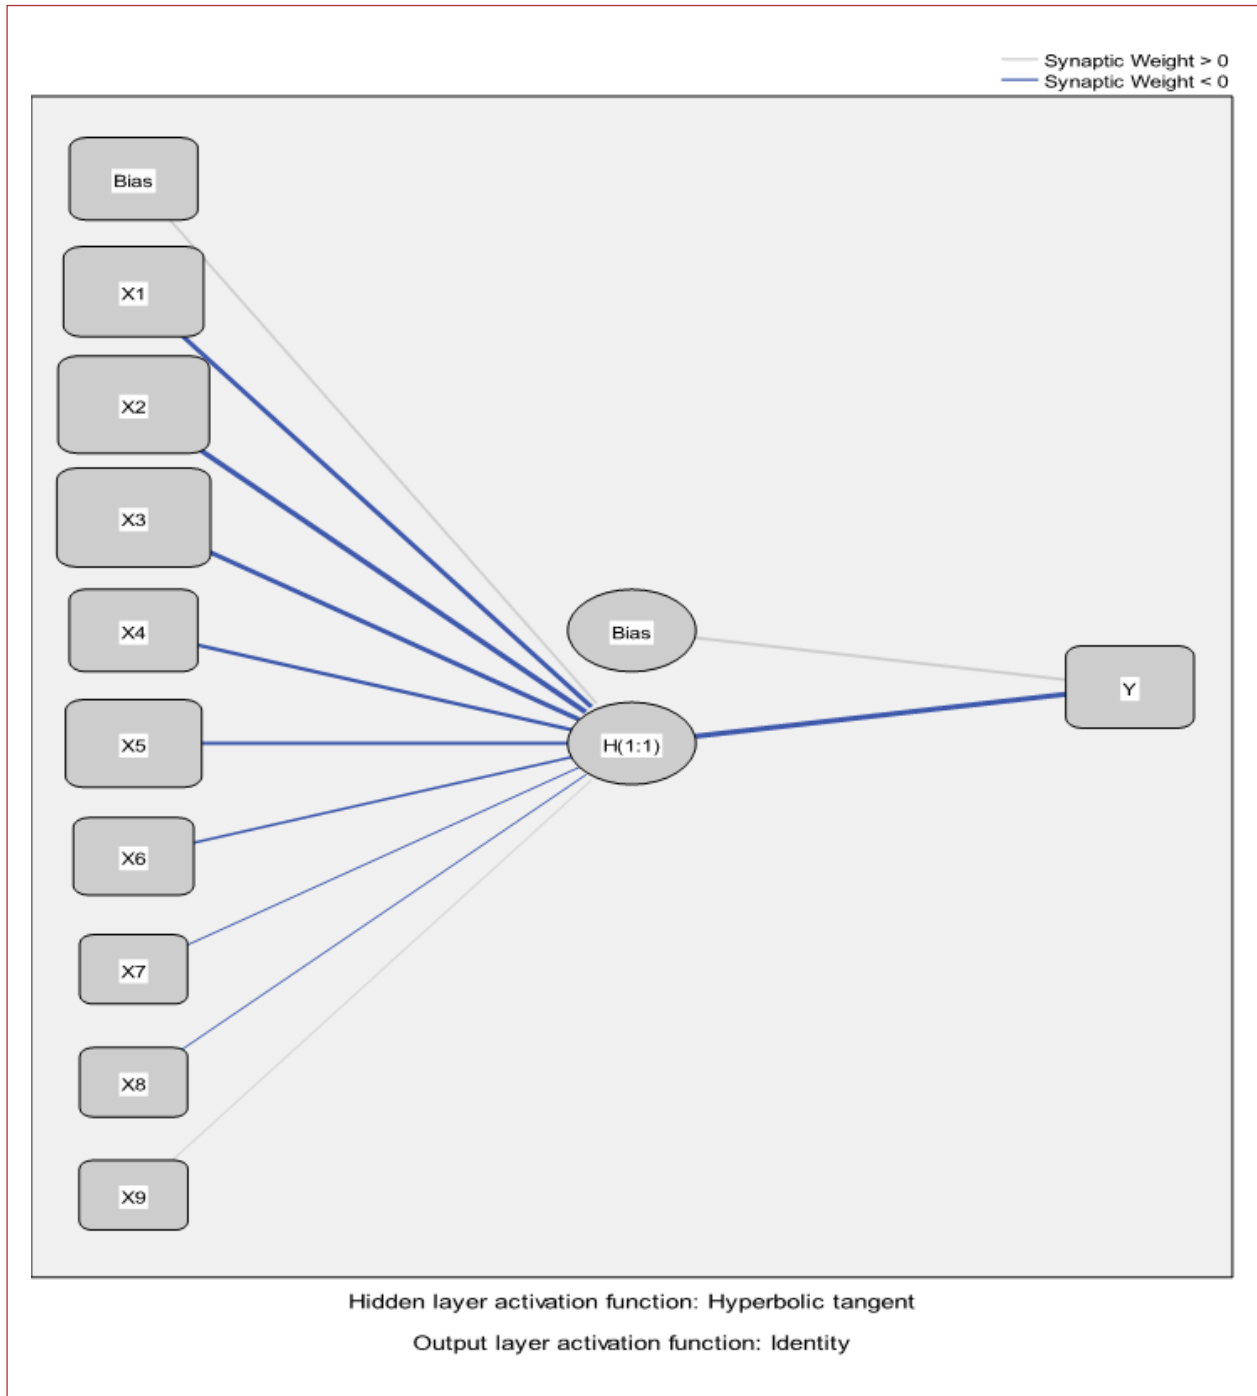 Synaptic Weight > 0
Synaptic Weight < 0
Bias
X1
X2
X3
X4
X5
X6
X7
X8
X9
Bias
H(1:1)
Y
Hidden layer activation function: Hyperbolic tangent
Output layer activation function: Identity